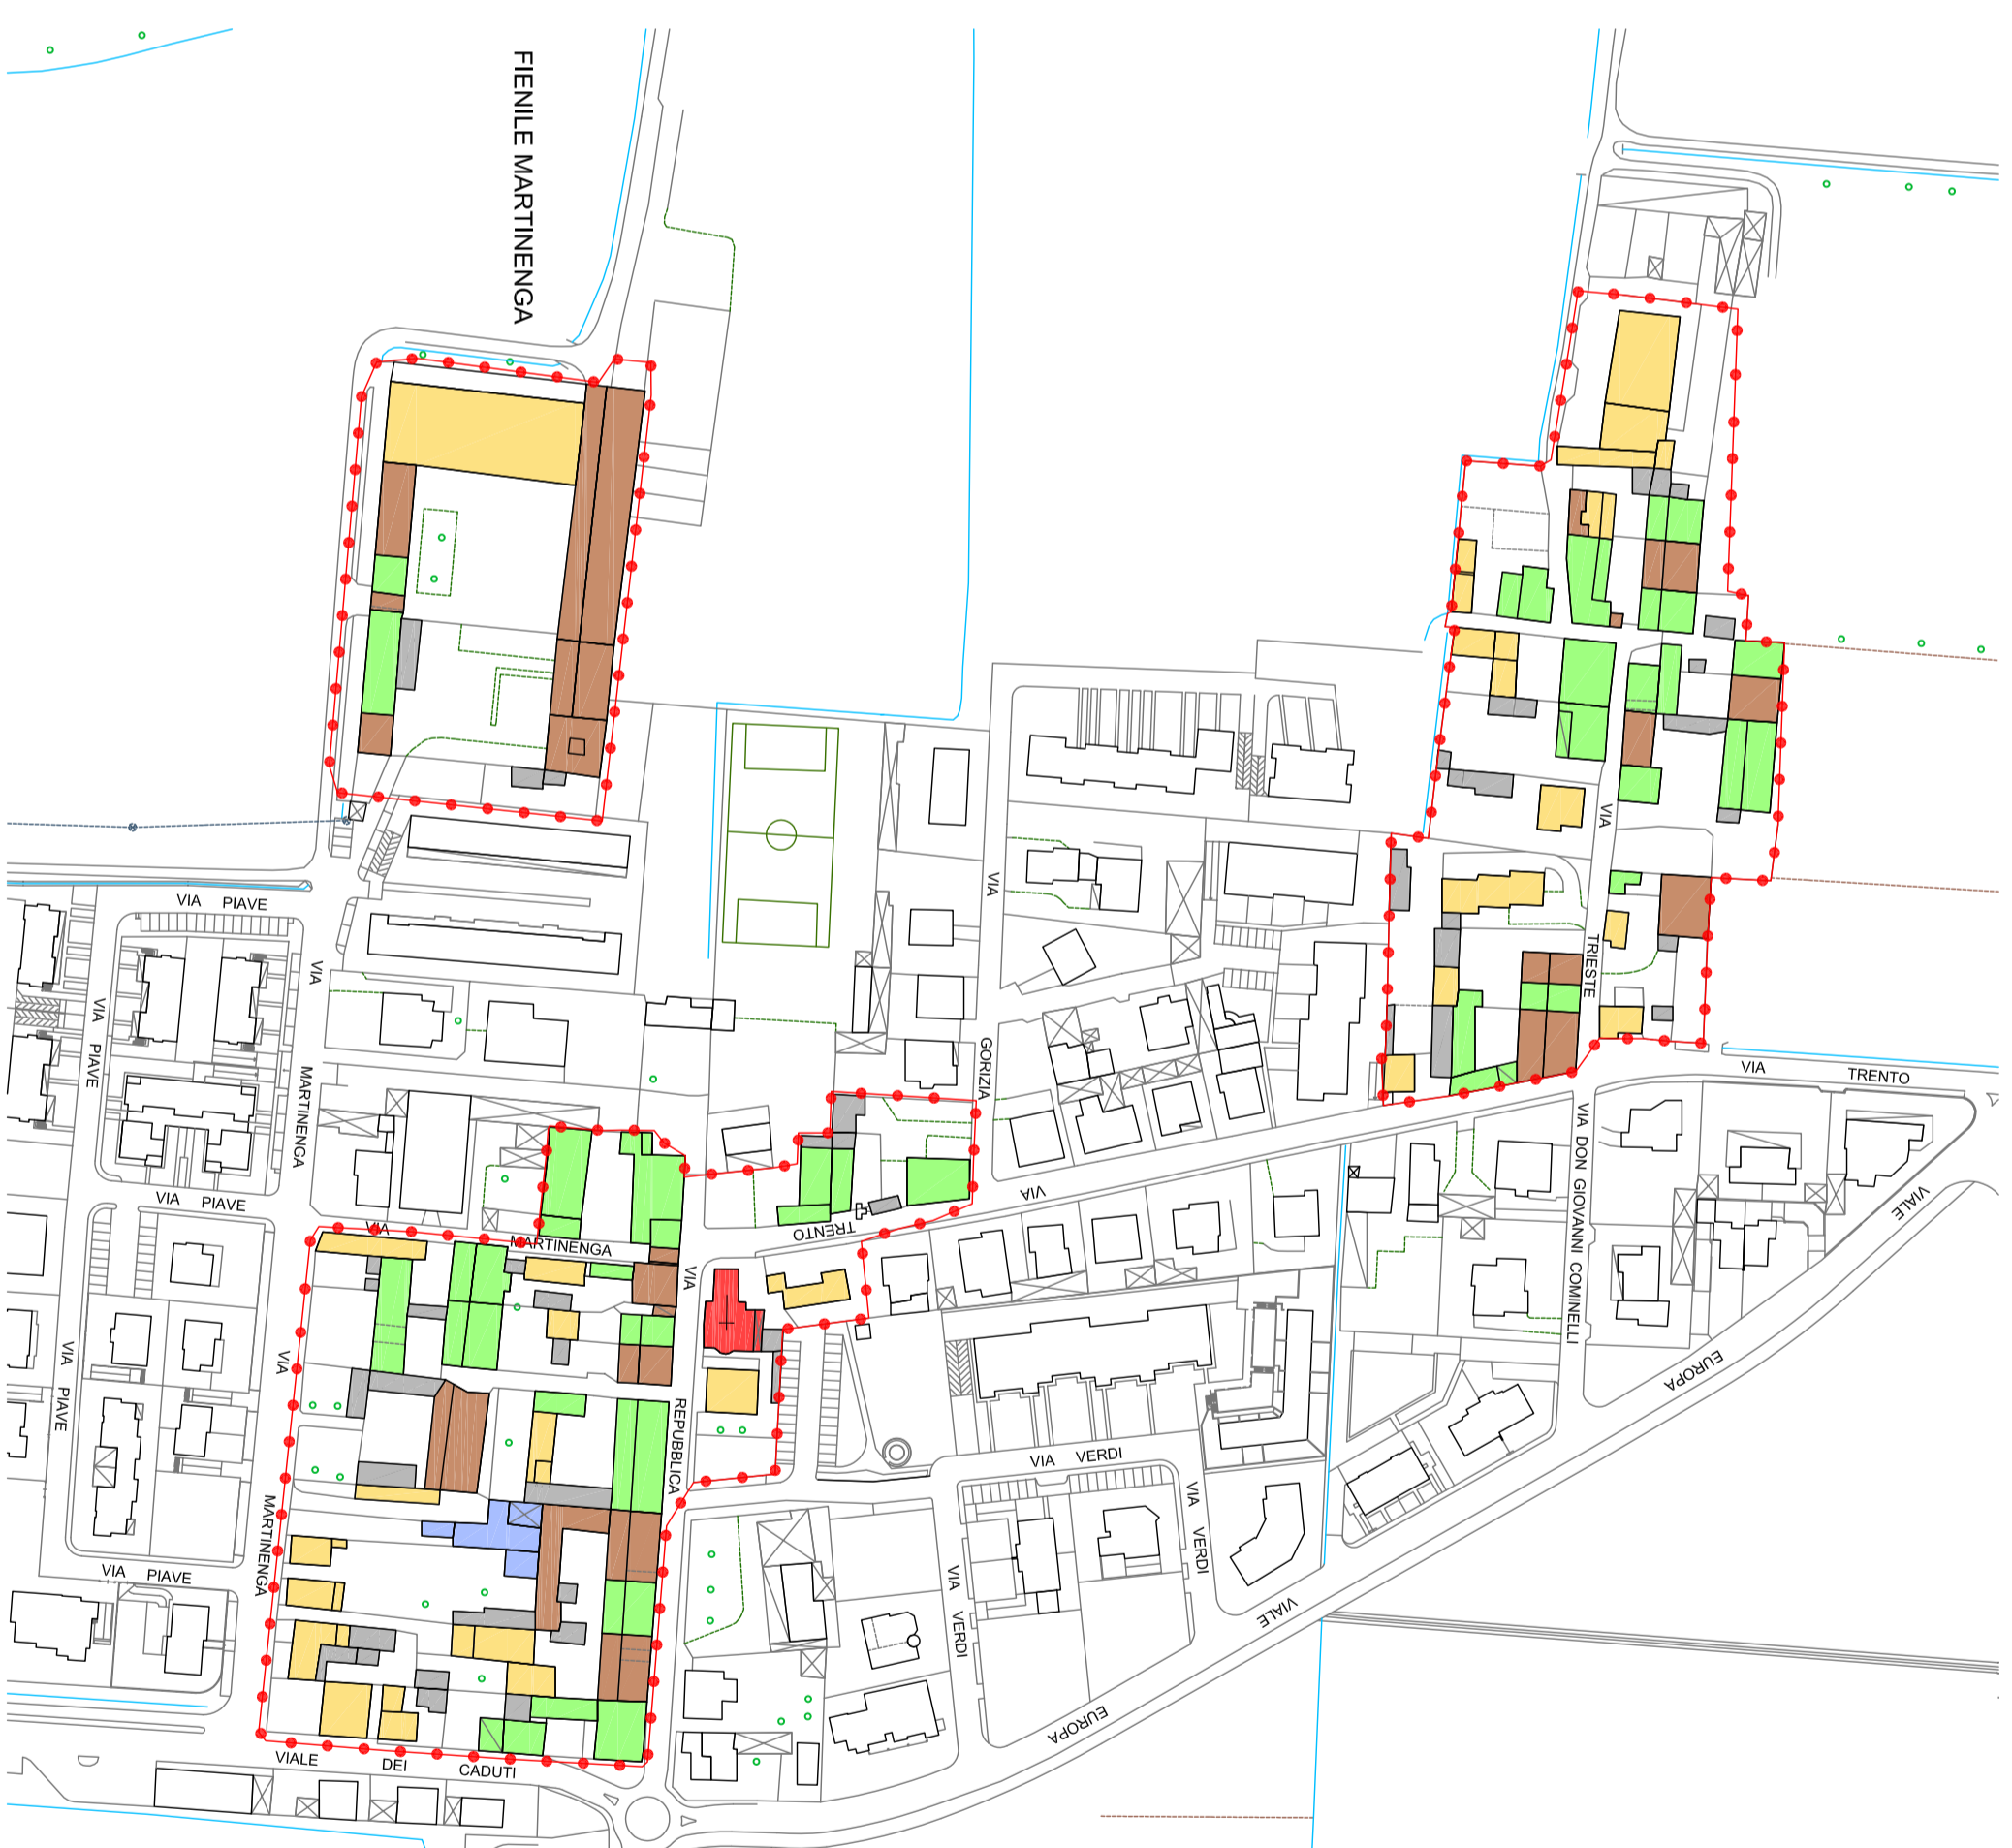 FIENILE MARTINENGA
VIA PIAVE
VIA PIAVE
VIA MARTINENGA
VIA PIAVE
VIA MARTINENGA
VIA PIAVE
VIA MARTINENGA
VIA PIAVE
VIALE DEI CADUTI
VIA REPUBBLICA
VIA TRENTO
VIA GORIZIA
VIA TRIESTE
VIA TRENTO
VIA DON GIOVANNI COMINELLI
VIALE EUROPA
VIA VERDI
VIA VERDI
VIA VERDI
VIALE EUROPA